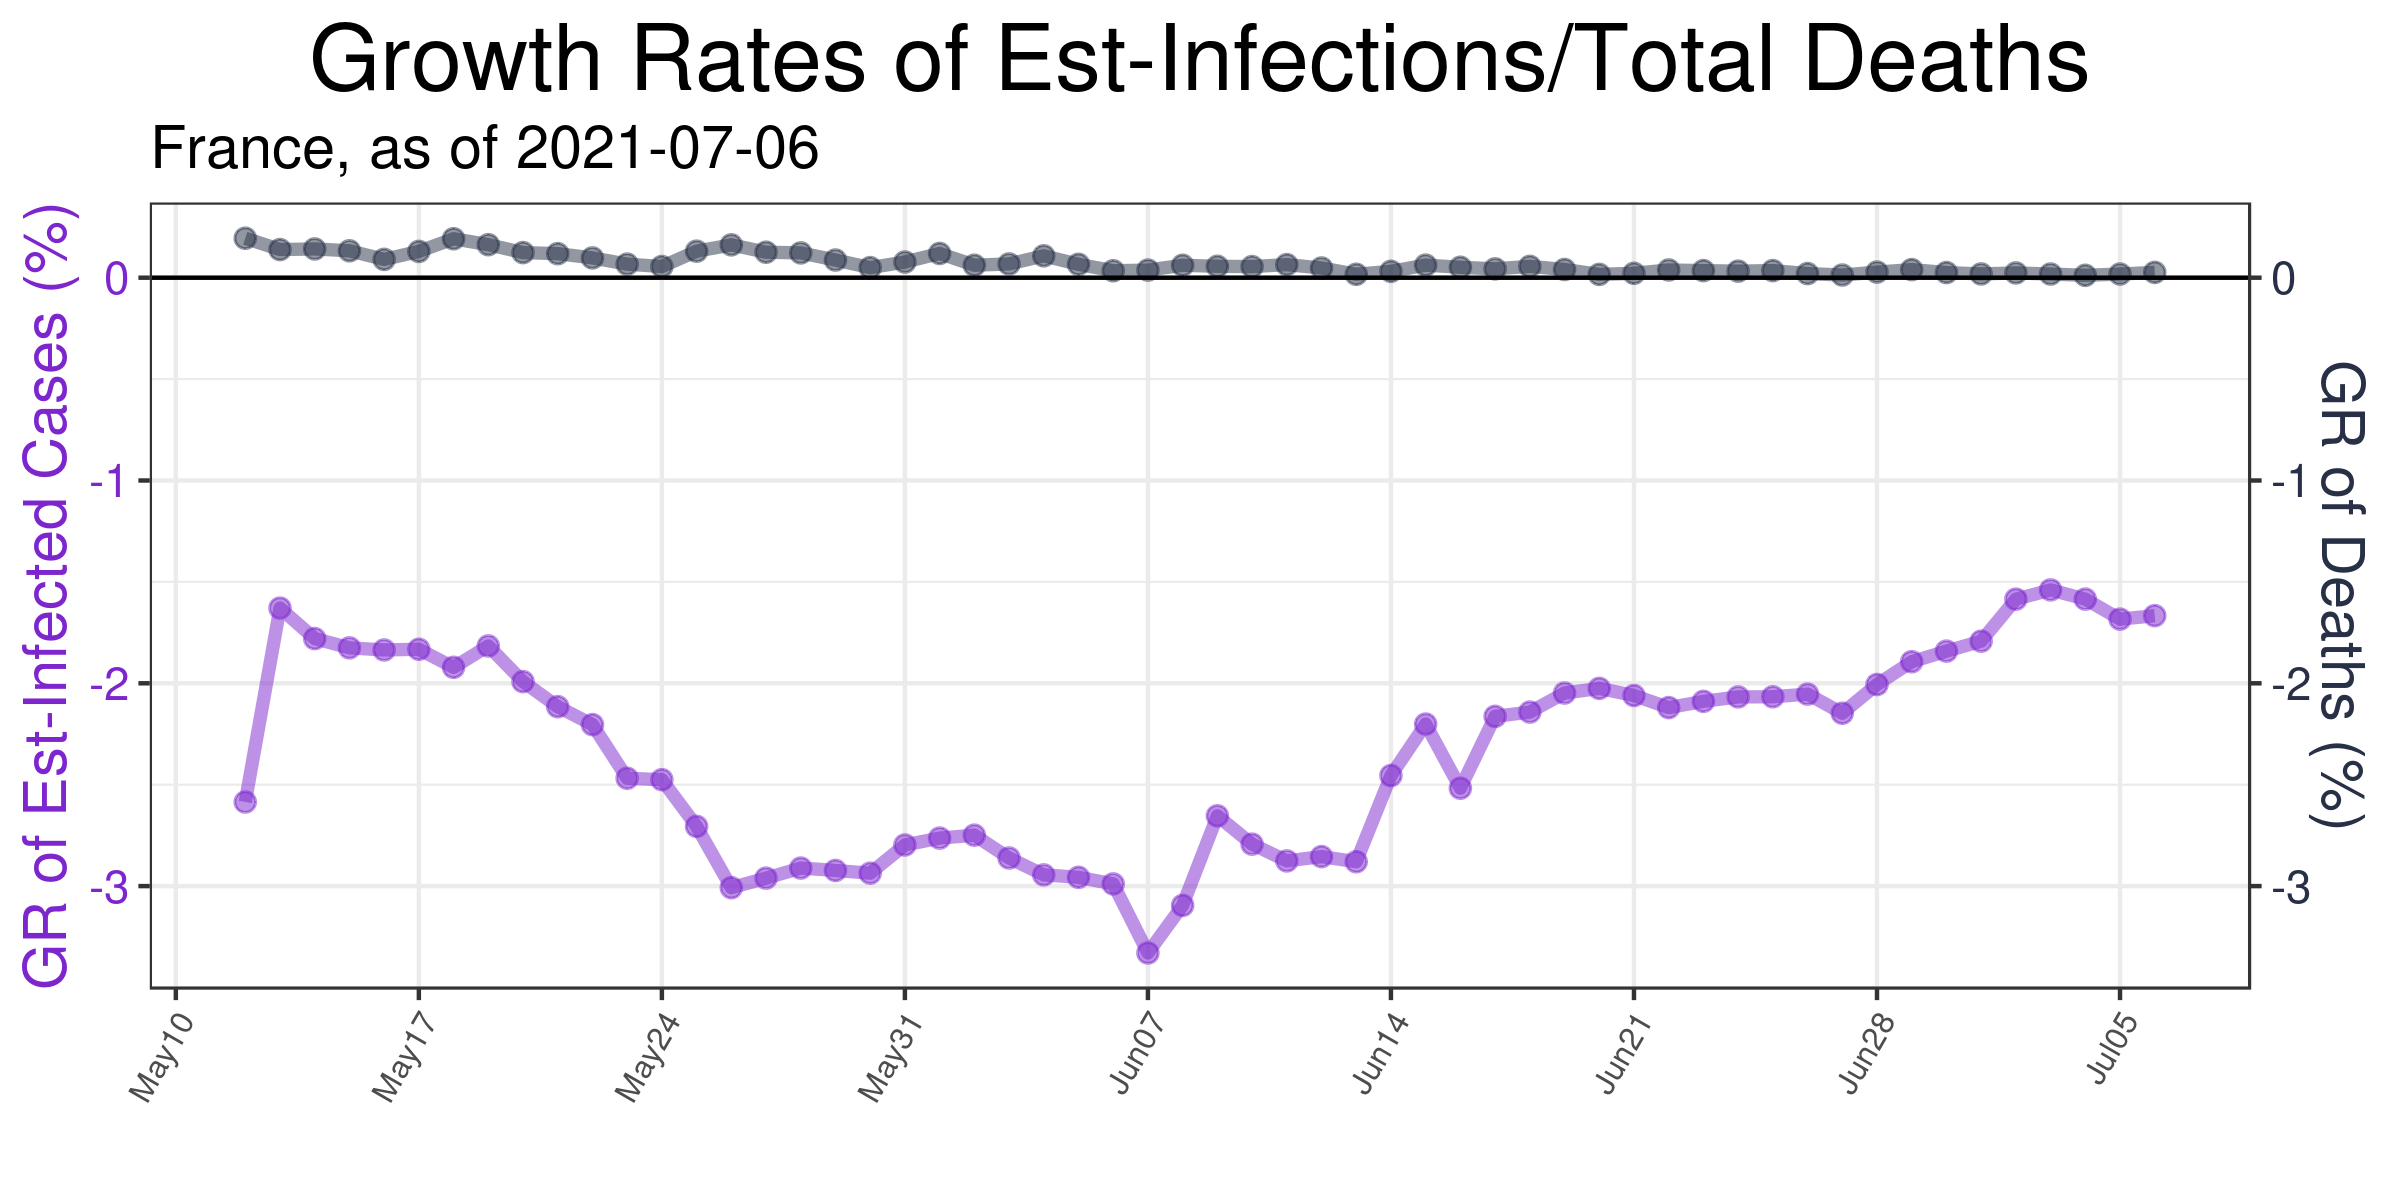 Growth Rates of Est-Infections/Total Deaths
France, as of 2021-07-06
GR of Est-Infected Cases (%)
0
-1
-2
-3
0
-1
-2
-3
GR of Deaths (%)
May10
May17
May24
May31
Jun07
Jun14
Jun21
Jun28
Jul05